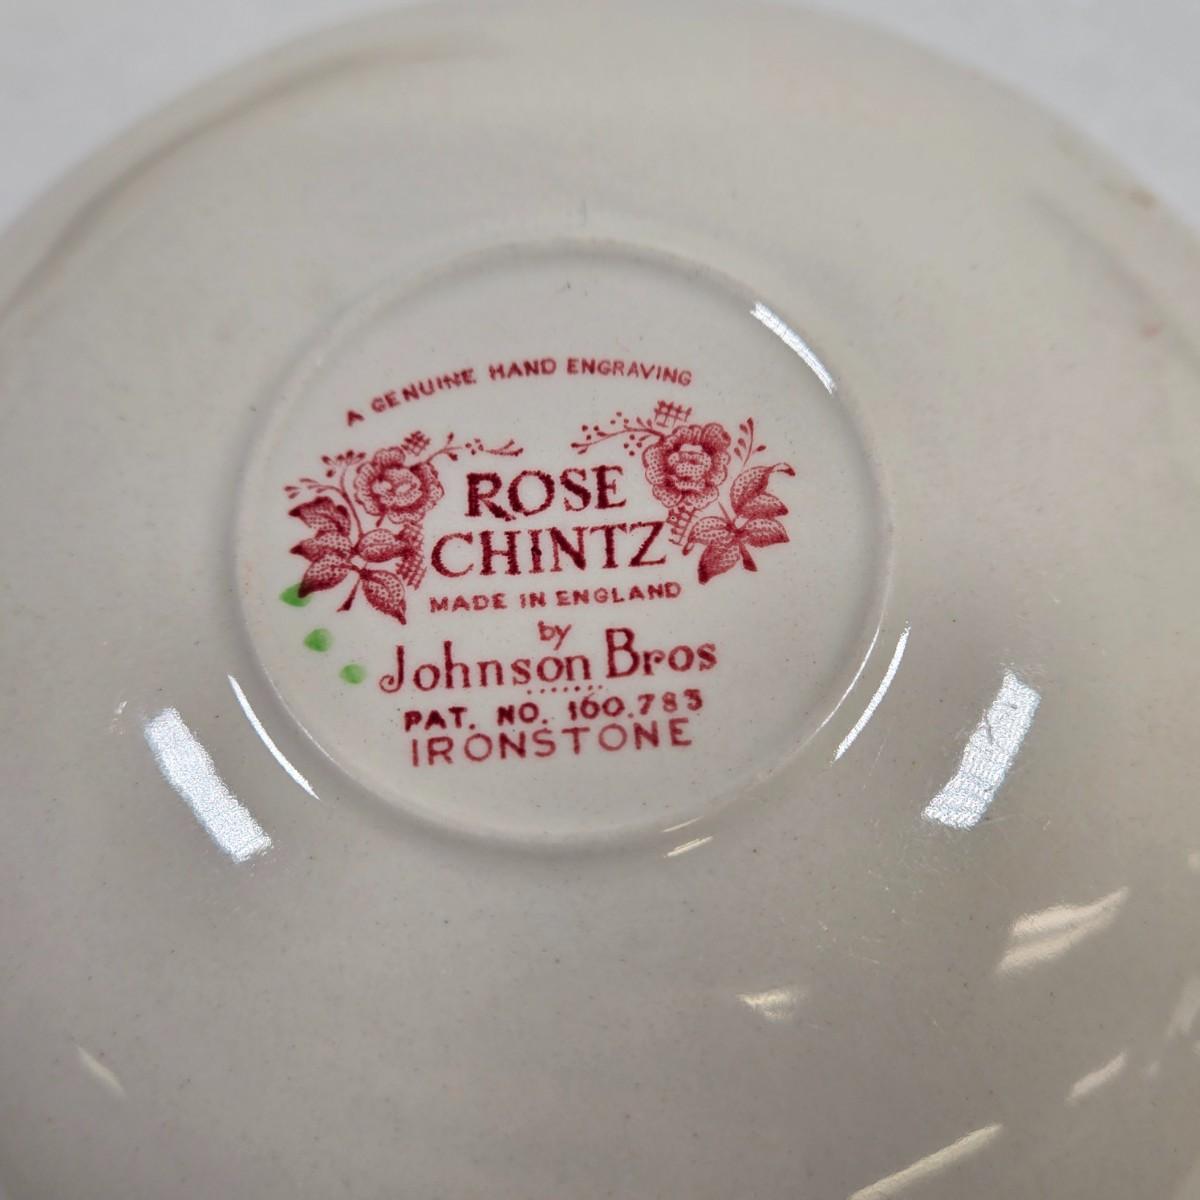 A GENUINE HAND ENGRAVING
ROSE
CHINTZ
MADE IN ENGLAND
by
Johnson Bros
PAT. NO. 160.783
IRONSTONE